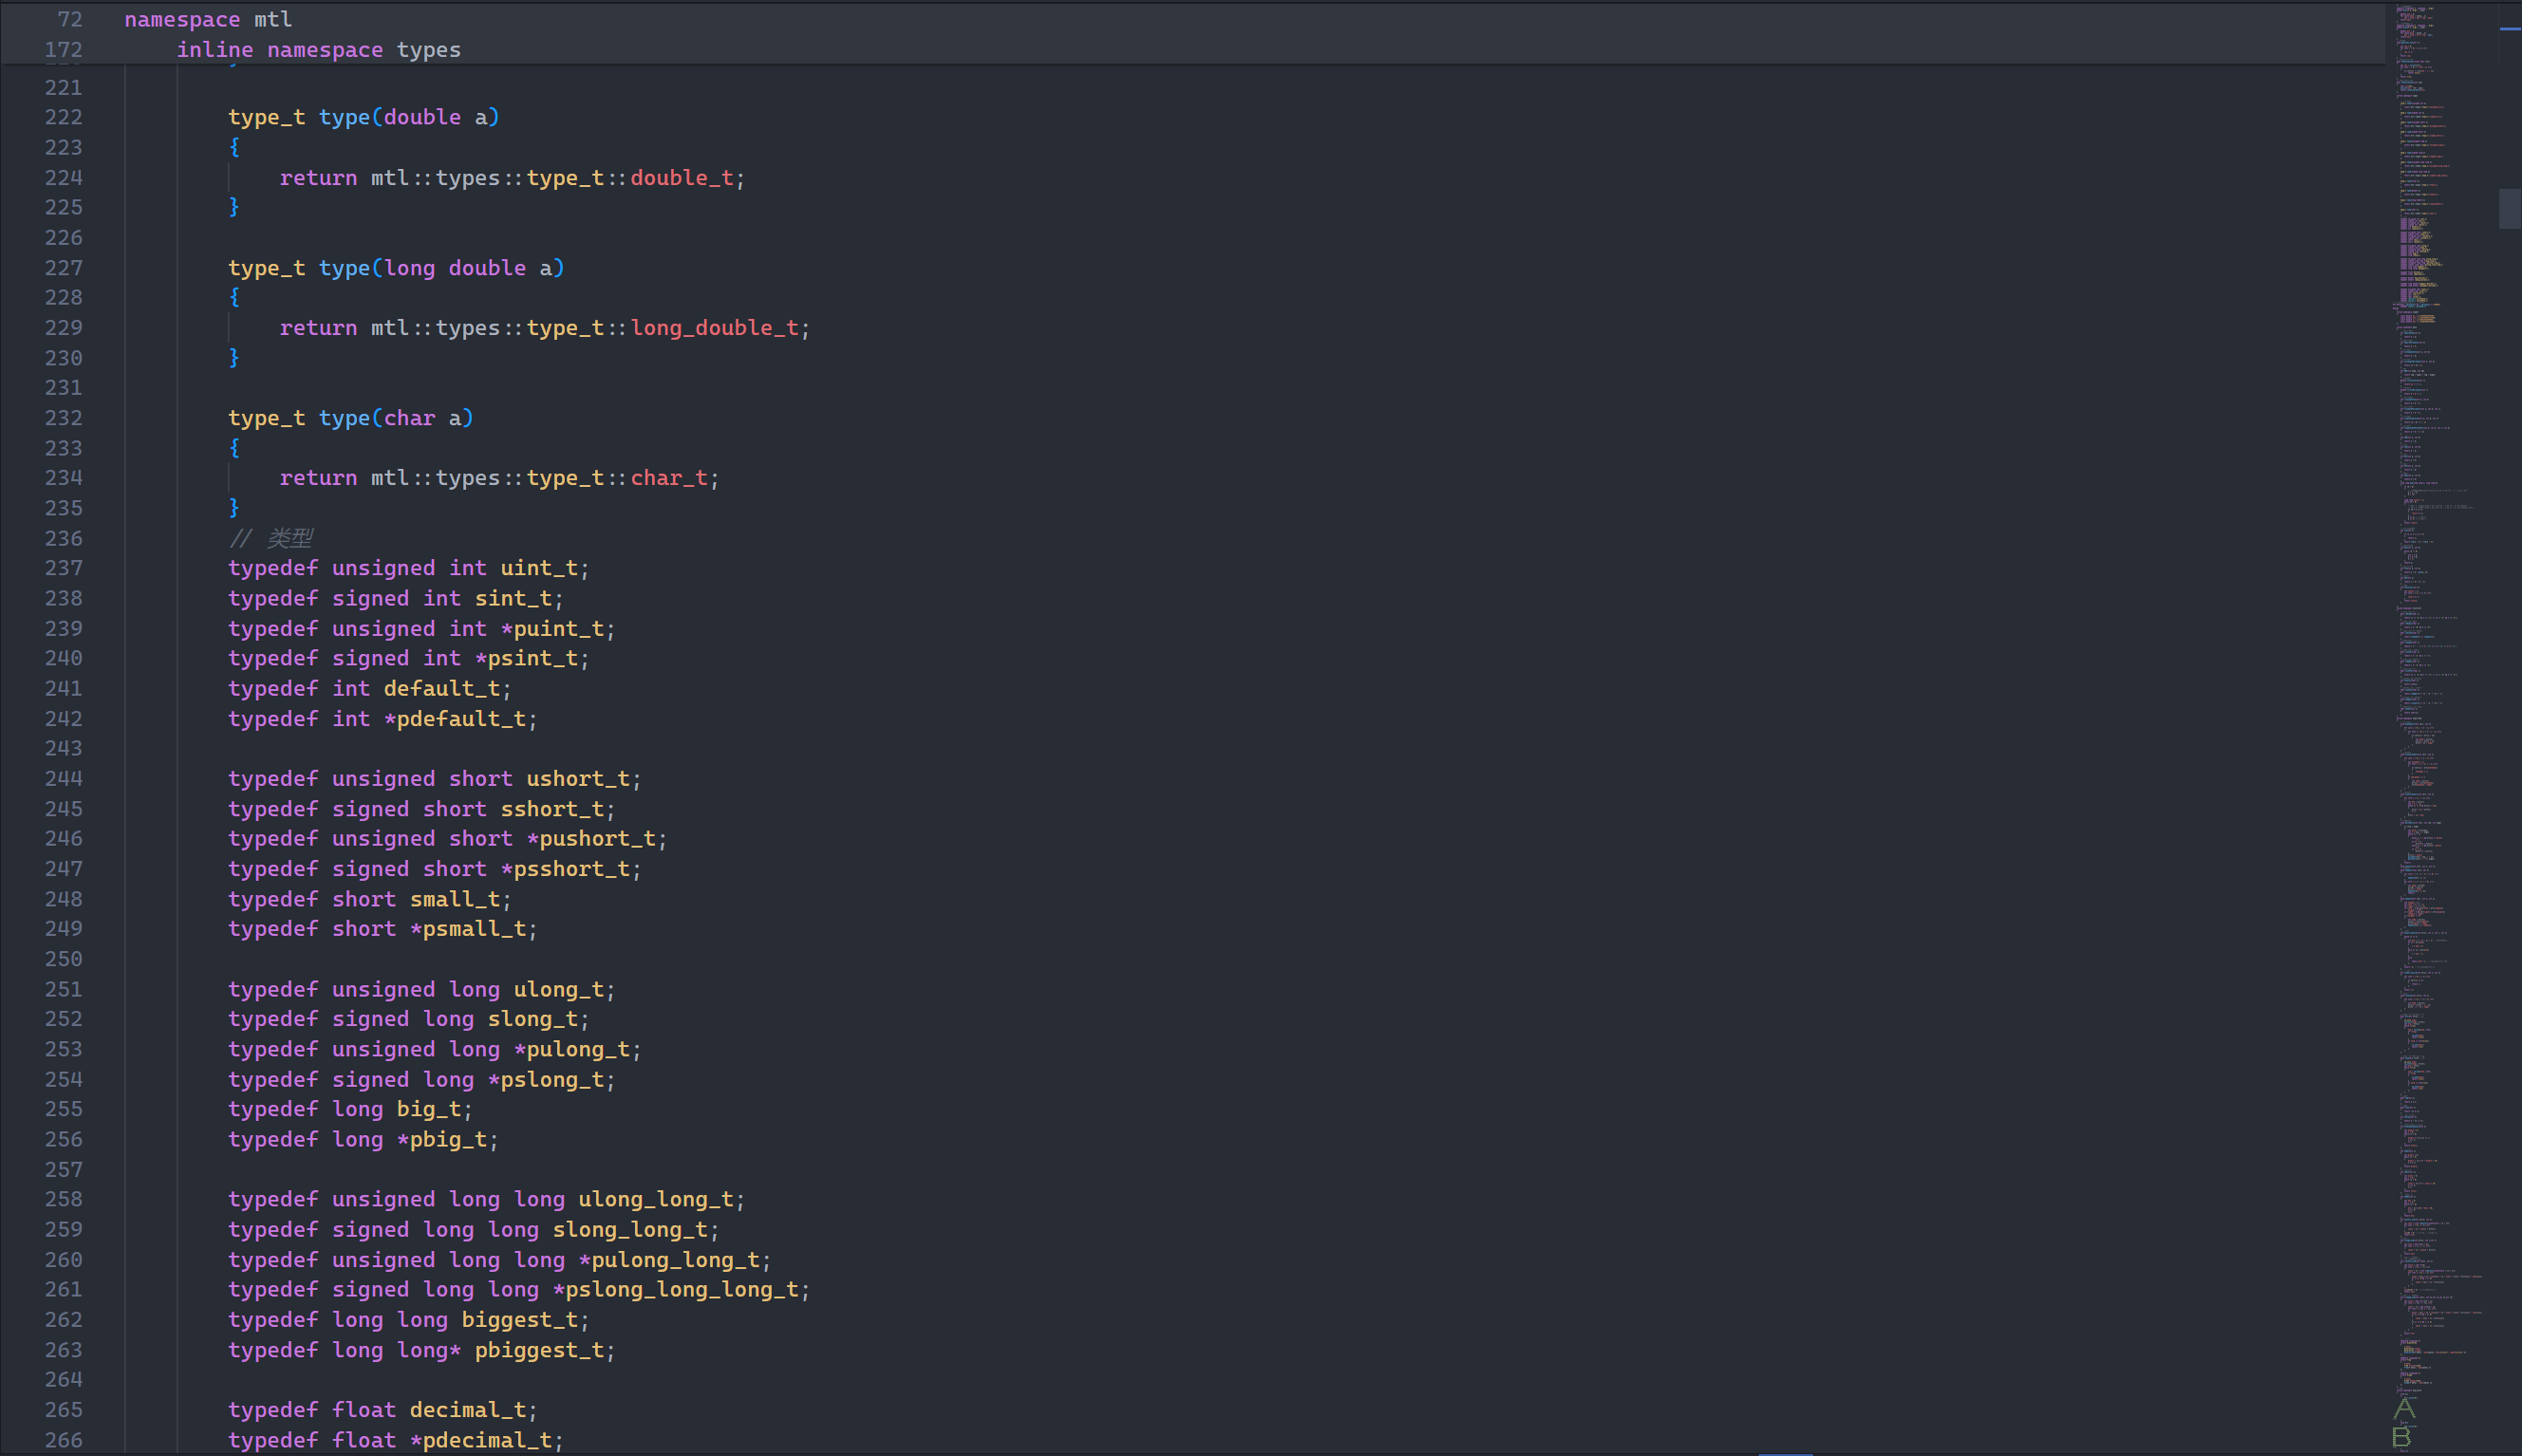 72 namespace mtl
172 inline namespace types
221
222 type_t type(double a)
223 {
224 return mtl::types::type_t::double_t;
225 }
226
227 type_t type(long double a)
228 {
229 return mtl::types::type_t::long_double_t;
230 }
231
232 type_t type(char a)
233 {
234 return mtl::types::type_t::char_t;
235 }
236 // 类型
237 typedef unsigned int uint_t;
238 typedef signed int sint_t;
239 typedef unsigned int *puint_t;
240 typedef signed int *psint_t;
241 typedef int default_t;
242 typedef int *pdefault_t;
243
244 typedef unsigned short ushort_t;
245 typedef signed short sshort_t;
246 typedef unsigned short *pushort_t;
247 typedef signed short *psshort_t;
248 typedef short small_t;
249 typedef short *psmall_t;
250
251 typedef unsigned long ulong_t;
252 typedef signed long slong_t;
253 typedef unsigned long *pulong_t;
254 typedef signed long *pslong_t;
255 typedef long big_t;
256 typedef long *pbig_t;
257
258 typedef unsigned long long ulong_long_t;
259 typedef signed long long slong_long_t;
260 typedef unsigned long long *pulong_long_t;
261 typedef signed long long *pslong_long_long_t;
262 typedef long long biggest_t;
263 typedef long long* pbiggest_t;
264
265 typedef float decimal_t;
266 typedef float *pdecimal_t;
A
B